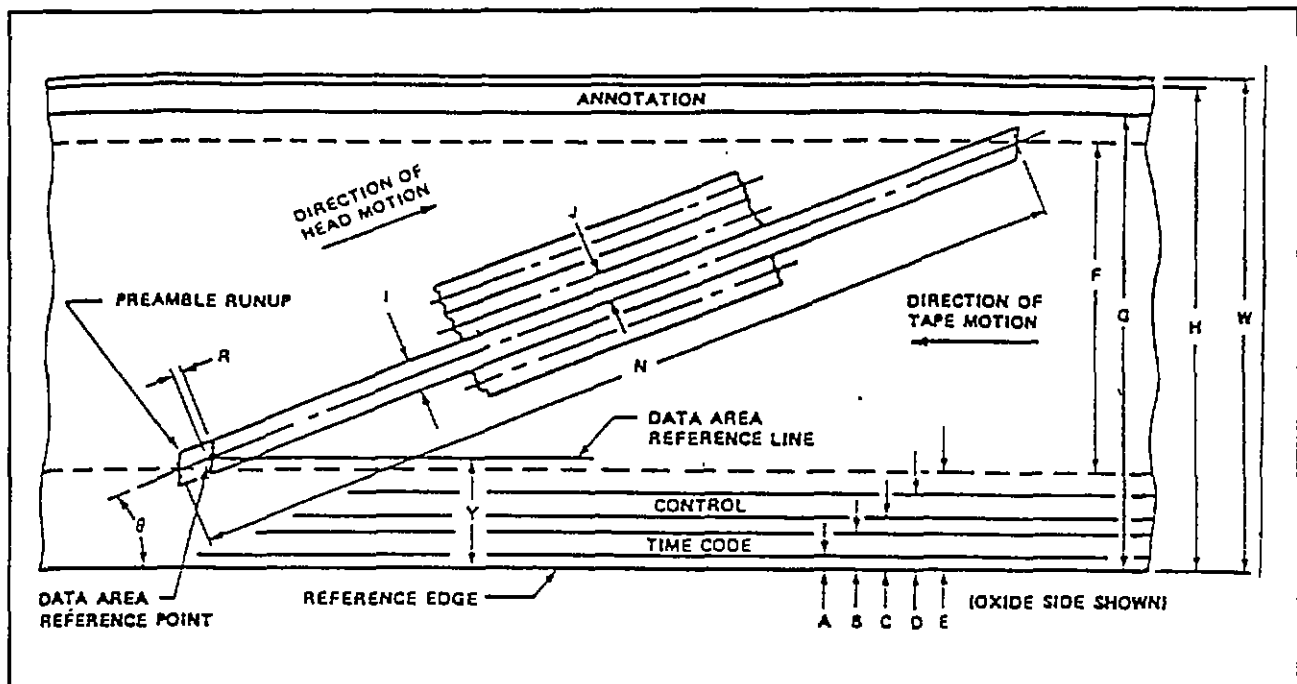 ANNOTATION
DIRECTION OF
HEAD MOTION
J
PREAMBLE RUNUP
I
F
G
H
W
DIRECTION OF
TAPE MOTION
R
N
DATA AREA
REFERENCE LINE
θ
Y
CONTROL
TIME CODE
DATA AREA
REFERENCE POINT
REFERENCE EDGE
A B C D E
(OXIDE SIDE SHOWN)